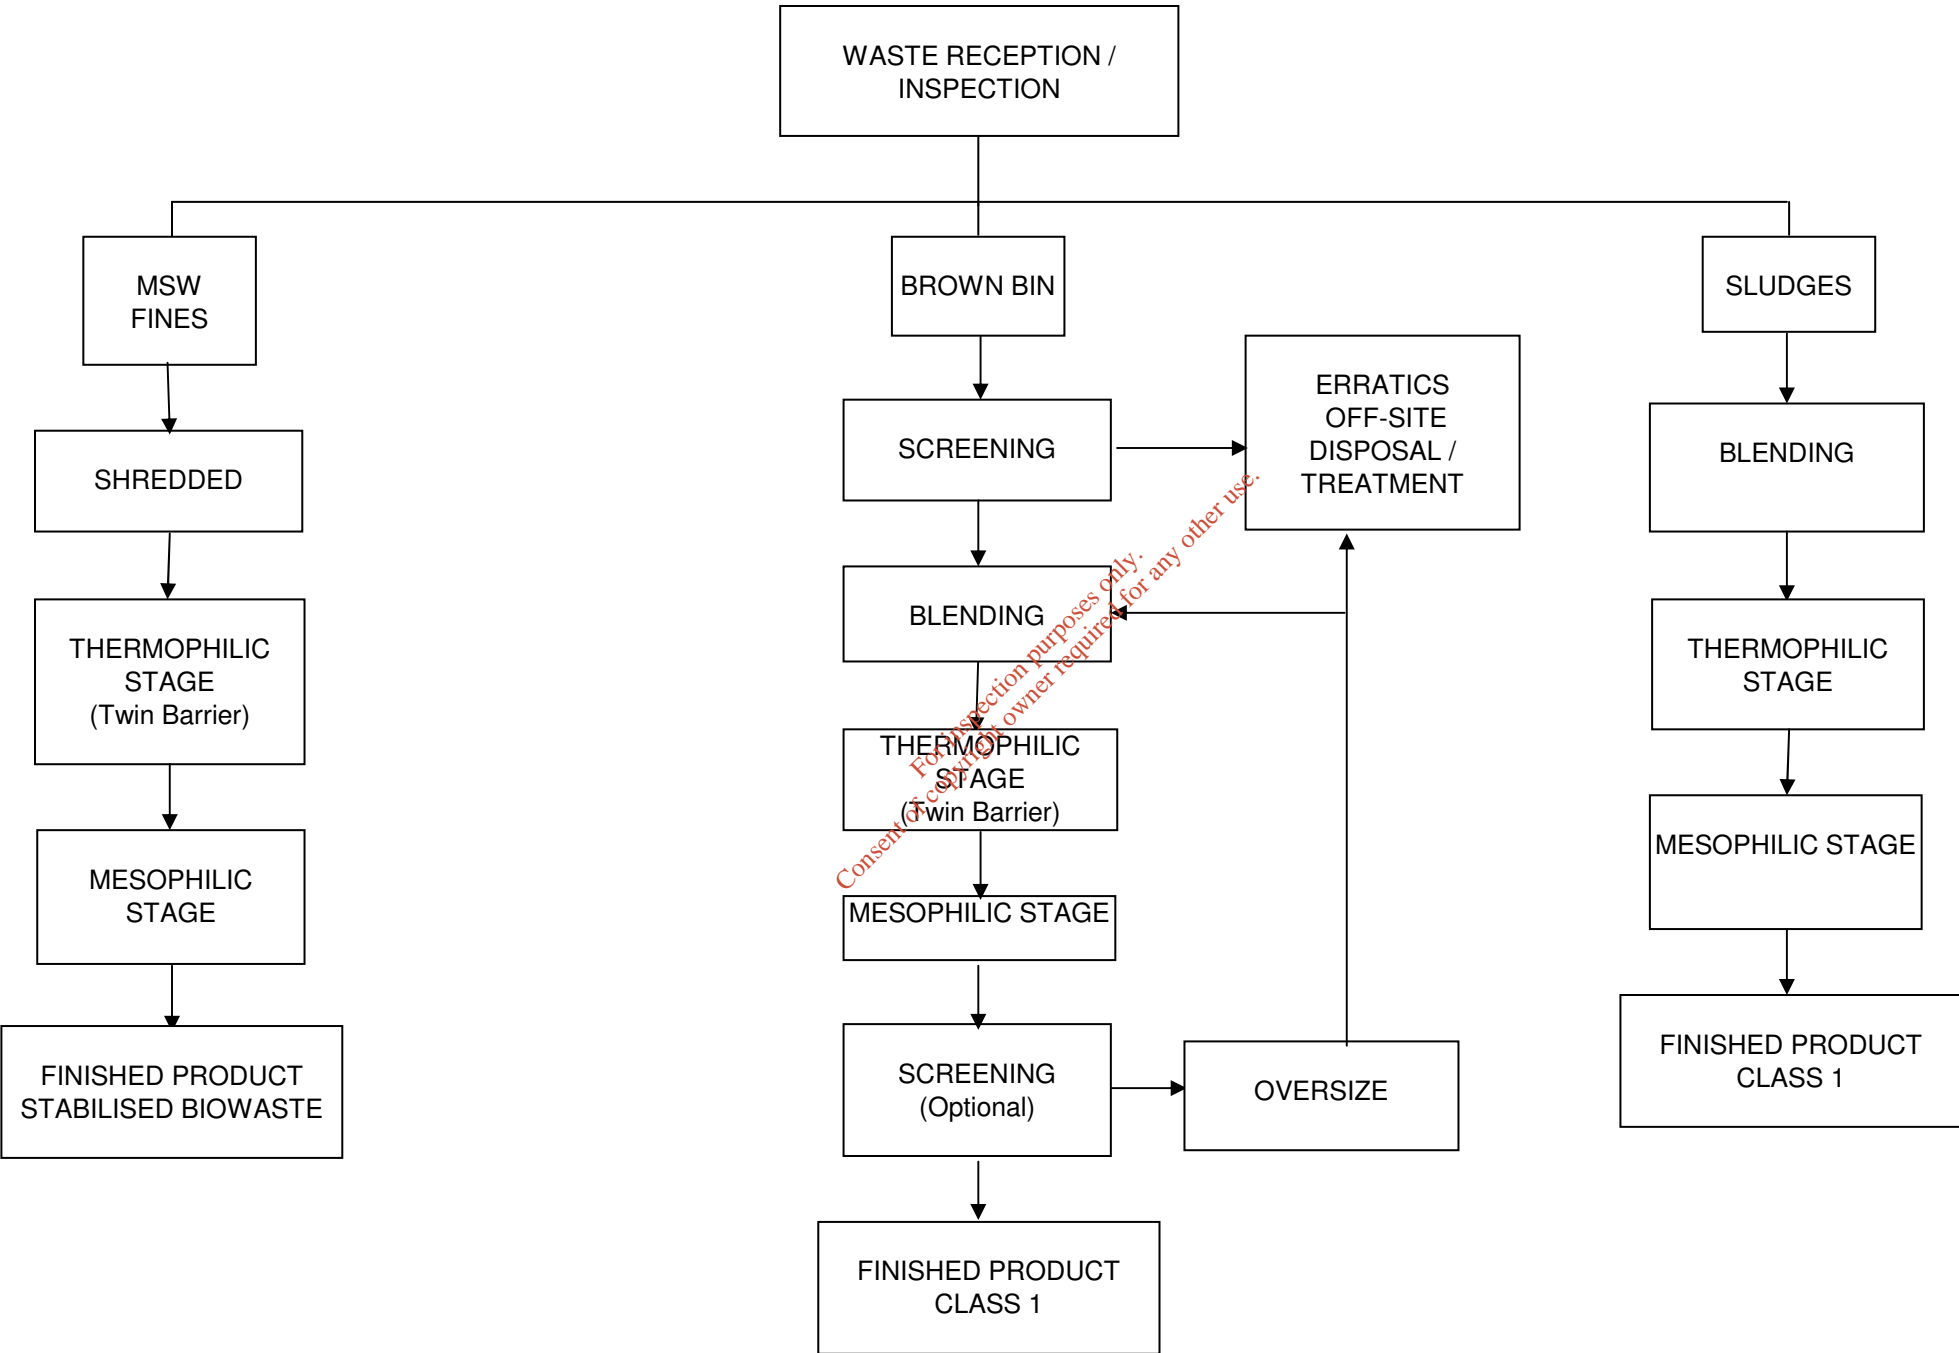 WASTE RECEPTION /
INSPECTION
MSW
FINES
SHREDDED
THERMOPHILIC
STAGE
(Twin Barrier)
MESOPHILIC
STAGE
FINISHED PRODUCT
STABILISED BIOWASTE
BROWN BIN
SCREENING
ERRATICS
OFF-SITE
DISPOSAL /
TREATMENT
BLENDING
THERMOPHILIC
STAGE
(Twin Barrier)
MESOPHILIC STAGE
SCREENING
(Optional)
OVERSIZE
FINISHED PRODUCT
CLASS 1
SLUDGES
BLENDING
THERMOPHILIC
STAGE
MESOPHILIC STAGE
FINISHED PRODUCT
CLASS 1
For inspection purposes only.
Consent of copyright owner required for any other use.